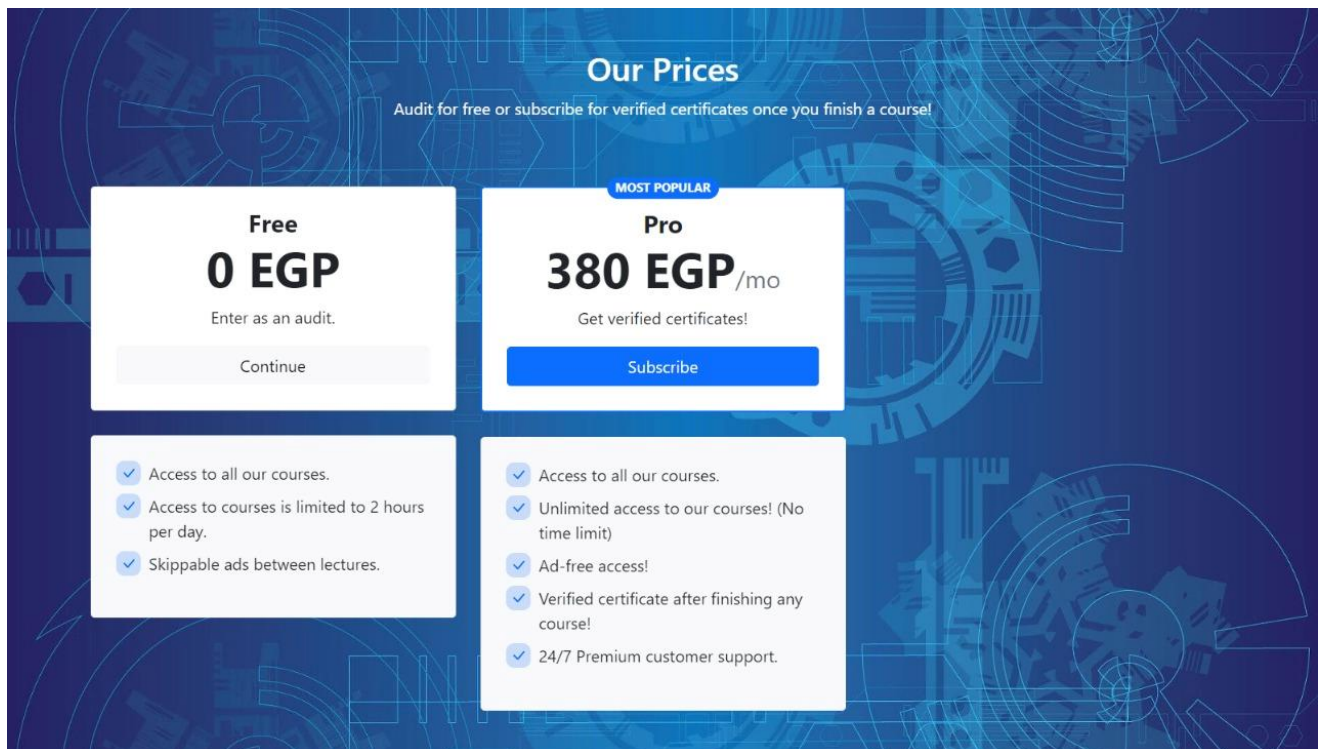 Our Prices
Audit for free or subscribe for verified certificates once you finish a course!
Free
0 EGP
Enter as an audit.
Continue
Access to all our courses.
Access to courses is limited to 2 hours
per day.
Skippable ads between lectures.
MOST POPULAR
Pro
380 EGP/mo
Get verified certificates!
Subscribe
Access to all our courses.
Unlimited access to our courses! (No
time limit)
Ad-free access!
Verified certificate after finishing any
course!
24/7 Premium customer support.